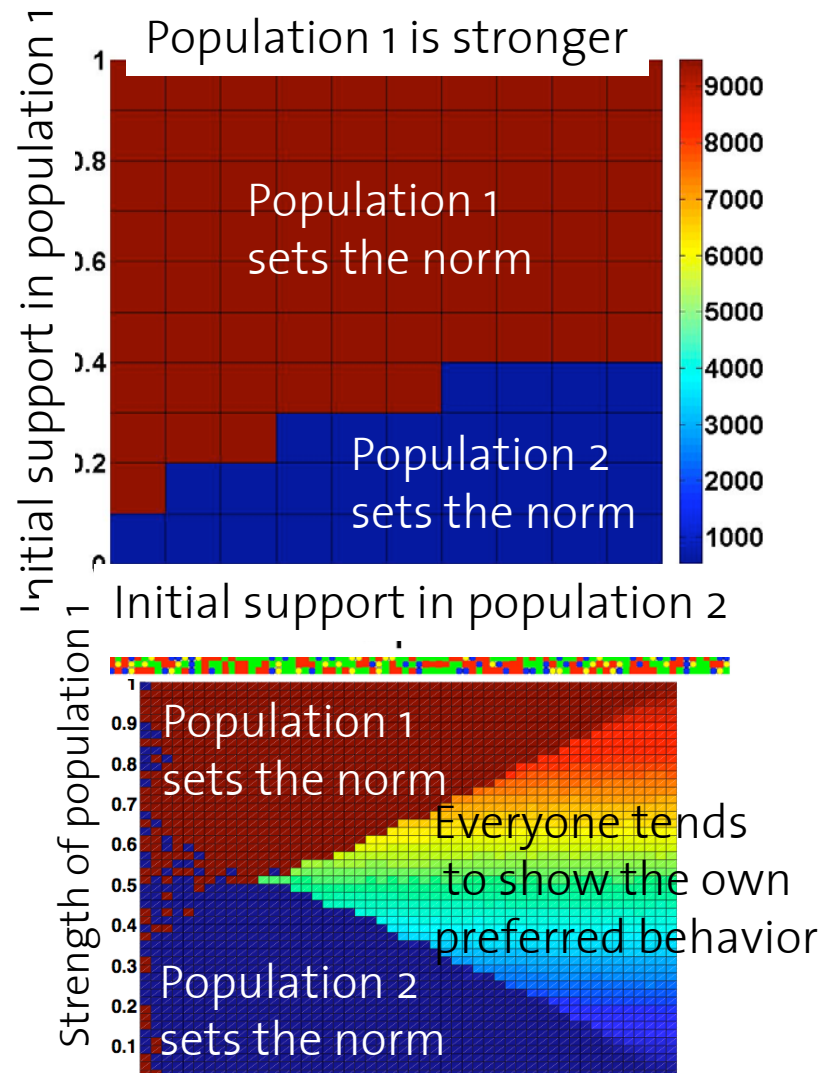 Population 1 is stronger
Initial support in population 1
1
0.8
0.6
0.4
0.2
0
Population 1
sets the norm
Population 2
sets the norm
9000
8000
7000
6000
5000
4000
3000
2000
1000
Initial support in population 2
Strength of population 1
1
0.9
0.8
0.7
0.6
0.5
0.4
0.3
0.2
0.1
Population 1
sets the norm
Everyone tends
to show the own
preferred behavior
Population 2
sets the norm